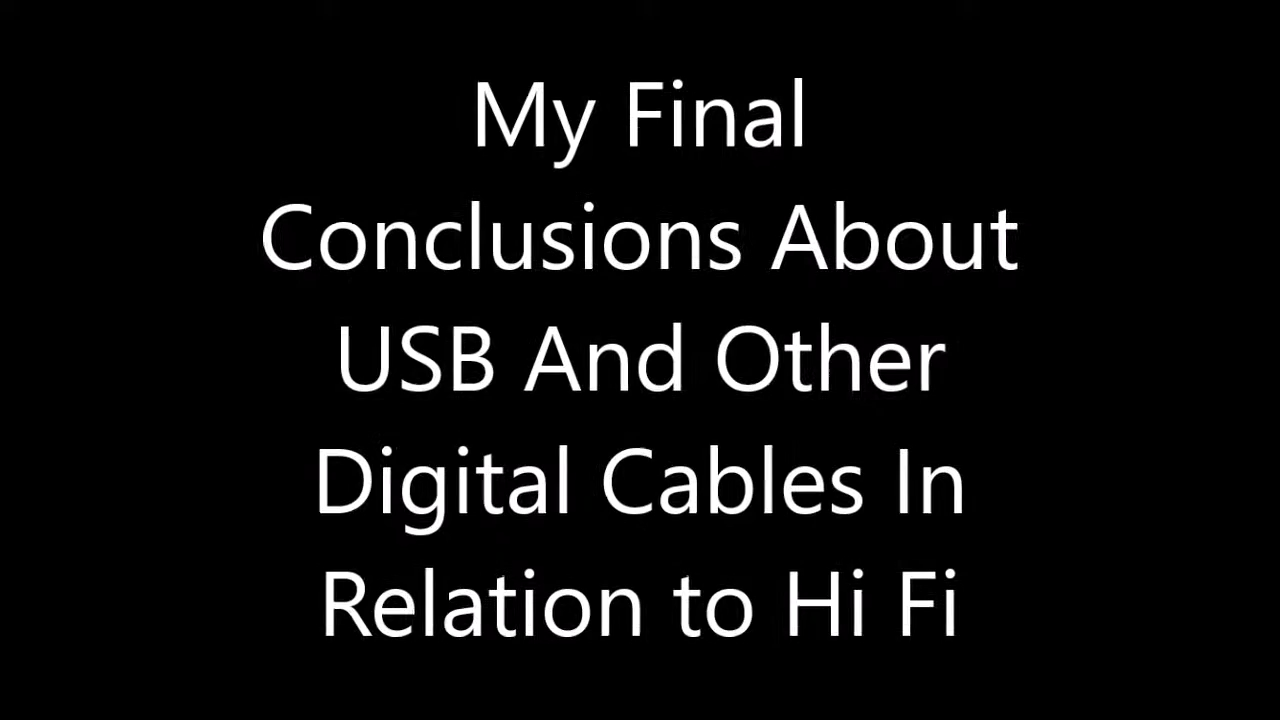 My Final
Conclusions About
USB And Other
Digital Cables In
Relation to Hi Fi